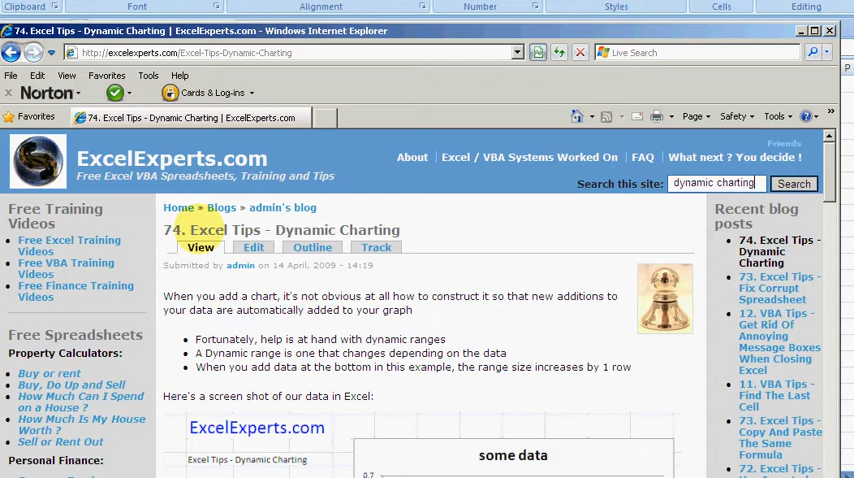 Clipboard Font Alignment Number Styles Cells Editing
74. Excel Tips - Dynamic Charting | ExcelExperts.com - Windows Internet Explorer
http://excelexperts.com/Excel-Tips-Dynamic-Charting
Live Search
File Edit View Favorites Tools Help
x Norton Cards & Log-ins
Favorites 74. Excel Tips - Dynamic Charting | ExcelExperts.com Page Safety Tools
P
ExcelExperts.com
Free Excel VBA Spreadsheets, Training and Tips
Friends
About Excel / VBA Systems Worked On FAQ What next ? You decide !
Search this site: dynamic charting Search
Free Training
Videos
Free Excel Training
Videos
Free VBA Training
Videos
Free Finance Training
Videos
Free Spreadsheets
Property Calculators:
Buy or rent
Buy, Do Up and Sell
How Much Can I Spend
on a House ?
How Much Is My House
Worth ?
Sell or Rent Out
Personal Finance:
Home » Blogs » admin's blog
74. Excel Tips - Dynamic Charting
View Edit Outline Track
Submitted by admin on 14 April, 2009 - 14:19
When you add a chart, it's not obvious at all how to construct it so that new additions to
your data are automatically added to your graph
Fortunately, help is at hand with dynamic ranges
A Dynamic range is one that changes depending on the data
When you add data at the bottom in this example, the range size increases by 1 row
Here's a screen shot of our data in Excel:
ExcelExperts.com
Excel Tips - Dynamic Charting
some data
0.7
Recent blog
posts
74. Excel Tips -
Dynamic
Charting
73. Excel Tips -
Fix Corrupt
Spreadsheet
12. VBA Tips -
Get Rid Of
Annoying
Message Boxes
When Closing
Excel
11. VBA Tips -
Find The Last
Cell
73. Excel Tips -
Copy And Paste
The Same
Formula
72. Excel Tips -